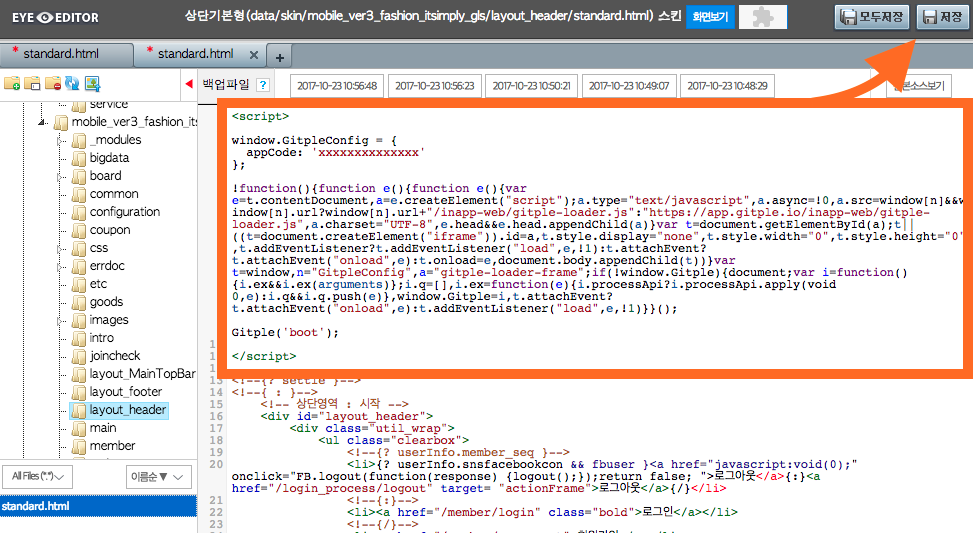 EYE EDITOR
상단기본형(data/skin/mobile_ver3_fashion_itsimply_gls/layout_header/standard.html) 스킨 화면보기
모두저장 저장
* standard.html
* standard.html × +
백업파일 ? 2017-10-23 10:56:48 2017-10-23 10:56:23 2017-10-23 10:50:21 2017-10-23 10:49:07 2017-10-23 10:48:29 본소스보기
service
mobile_ver3_fashion_its
_modules
bigdata
board
common
configuration
coupon
css
errdoc
etc
goods
images
intro
joincheck
layout_MainTopBar
layout_footer
layout_header
main
member
All Files (*.*)
이름순 ▼
standard.html
<script>
window.GitpleConfig = {
appCode: 'xxxxxxxxxxxxxx'
};
!function(){function e(){function e(){var
e=t.contentDocument,a=e.createElement("script");a.type="text/javascript",a.async=!0,a.src=window[n]&&w
indow[n].url?window[n].url+"/inapp-web/gitple-loader.js":"https://app.gitple.io/inapp-web/gitple-
loader.js",a.charset="UTF-8",e.head&&e.head.appendChild(a)}var t=document.getElementById(a);t||
((t=document.createElement("iframe")).id=a,t.style.display="none",t.style.width="0",t.style.height="0"
,t.addEventListener?t.addEventListener("load",e,!1):t.attachEvent?
t.attachEvent("onload",e):t.onload=e,document.body.appendChild(t))}var
t=window,n="GitpleConfig",a="gitple-loader-frame";if(!window.Gitple){document;var i=function()
{i.ex&&i.ex(arguments)};i.q=[],i.ex=function(e){i.processApi?i.processApi.apply(void
0,e):i.q&&i.q.push(e)},window.Gitple=i,t.attachEvent?
t.attachEvent("onload",e):t.addEventListener("load",e,!1)}}();
Gitple('boot');
</script>
13 <!--{? settle }-->
14 <!--{ : }-->
15 <!-- 상단영역 : 시작 -->
16 <div id="layout_header">
17 <div class="util_wrap">
18 <ul class="clearbox">
19 <!--{? userInfo.member_seq }-->
20 <li>{? userInfo.snsfacebookcon && fbuser }<a href="javascript:void(0);"
onclick="FB.logout(function(response) {logout();});return false; ">로그아웃</a>{:}<a
href="/login_process/logout" target= "actionFrame">로그아웃</a>{/}</li>
21 <!--{:}-->
22 <li><a href="/member/login" class="bold">로그인</a></li>
23 <!--{/}-->